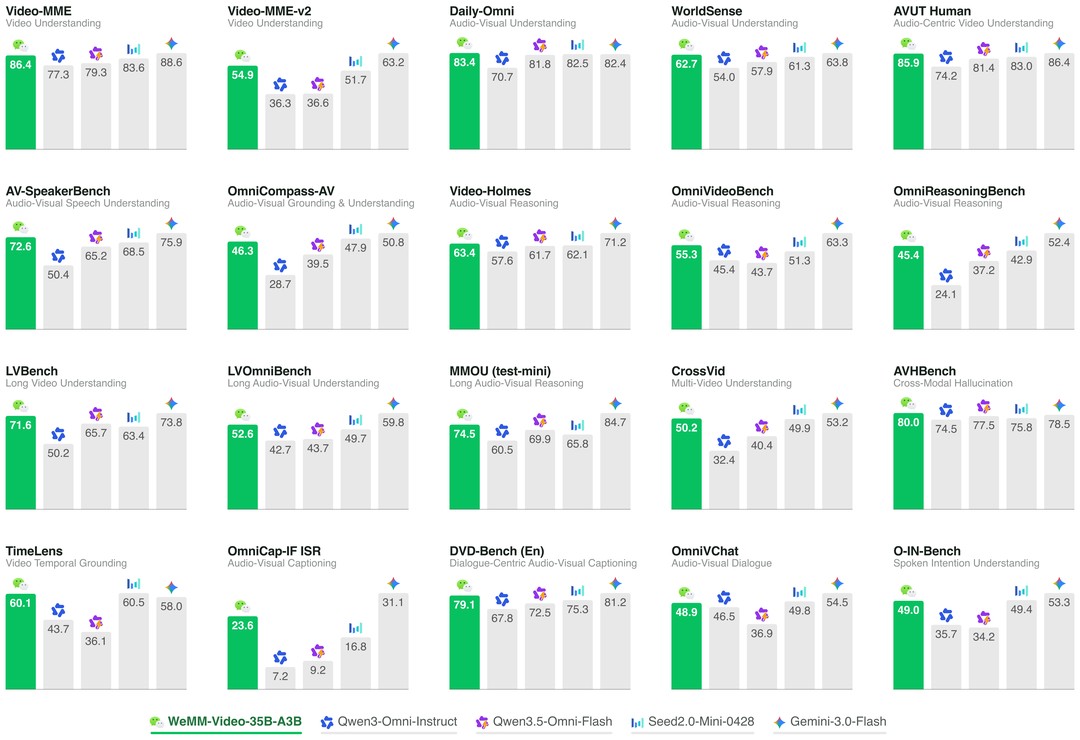 Video-MME
Video Understanding
86.4
77.3
79.3
83.6
88.6
Video-MME-v2
Video Understanding
54.9
36.3
36.6
51.7
63.2
Daily-Omni
Audio-Visual Understanding
83.4
70.7
81.8
82.5
82.4
WorldSense
Audio-Visual Understanding
62.7
54.0
57.9
61.3
63.8
AVUT Human
Audio-Centric Video Understanding
85.9
74.2
81.4
83.0
86.4
AV-SpeakerBench
Audio-Visual Speech Understanding
72.6
50.4
65.2
68.5
75.9
OmniCompass-AV
Audio-Visual Grounding & Understanding
46.3
28.7
39.5
47.9
50.8
Video-Holmes
Audio-Visual Reasoning
63.4
57.6
61.7
62.1
71.2
OmniVideoBench
Audio-Visual Reasoning
55.3
45.4
43.7
51.3
63.3
OmniReasoningBench
Audio-Visual Reasoning
45.4
24.1
37.2
42.9
52.4
LVBench
Long Video Understanding
71.6
50.2
65.7
63.4
73.8
LVOmniBench
Long Audio-Visual Understanding
52.6
42.7
43.7
49.7
59.8
MMOU (test-mini)
Long Audio-Visual Reasoning
74.5
60.5
69.9
65.8
84.7
CrossVid
Multi-Video Understanding
50.2
32.4
40.4
49.9
53.2
AVHBench
Cross-Modal Hallucination
80.0
74.5
77.5
75.8
78.5
TimeLens
Video Temporal Grounding
60.1
43.7
36.1
60.5
58.0
OmniCap-IF ISR
Audio-Visual Captioning
23.6
7.2
9.2
16.8
31.1
DVD-Bench (En)
Dialogue-Centric Audio-Visual Captioning
79.1
67.8
72.5
75.3
81.2
OmniVChat
Audio-Visual Dialogue
48.9
46.5
36.9
49.8
54.5
O-IN-Bench
Spoken Intention Understanding
49.0
35.7
34.2
49.4
53.3
WeMM-Video-35B-A3B
Qwen3-Omni-Instruct
Qwen3.5-Omni-Flash
Seed2.0-Mini-0428
Gemini-3.0-Flash